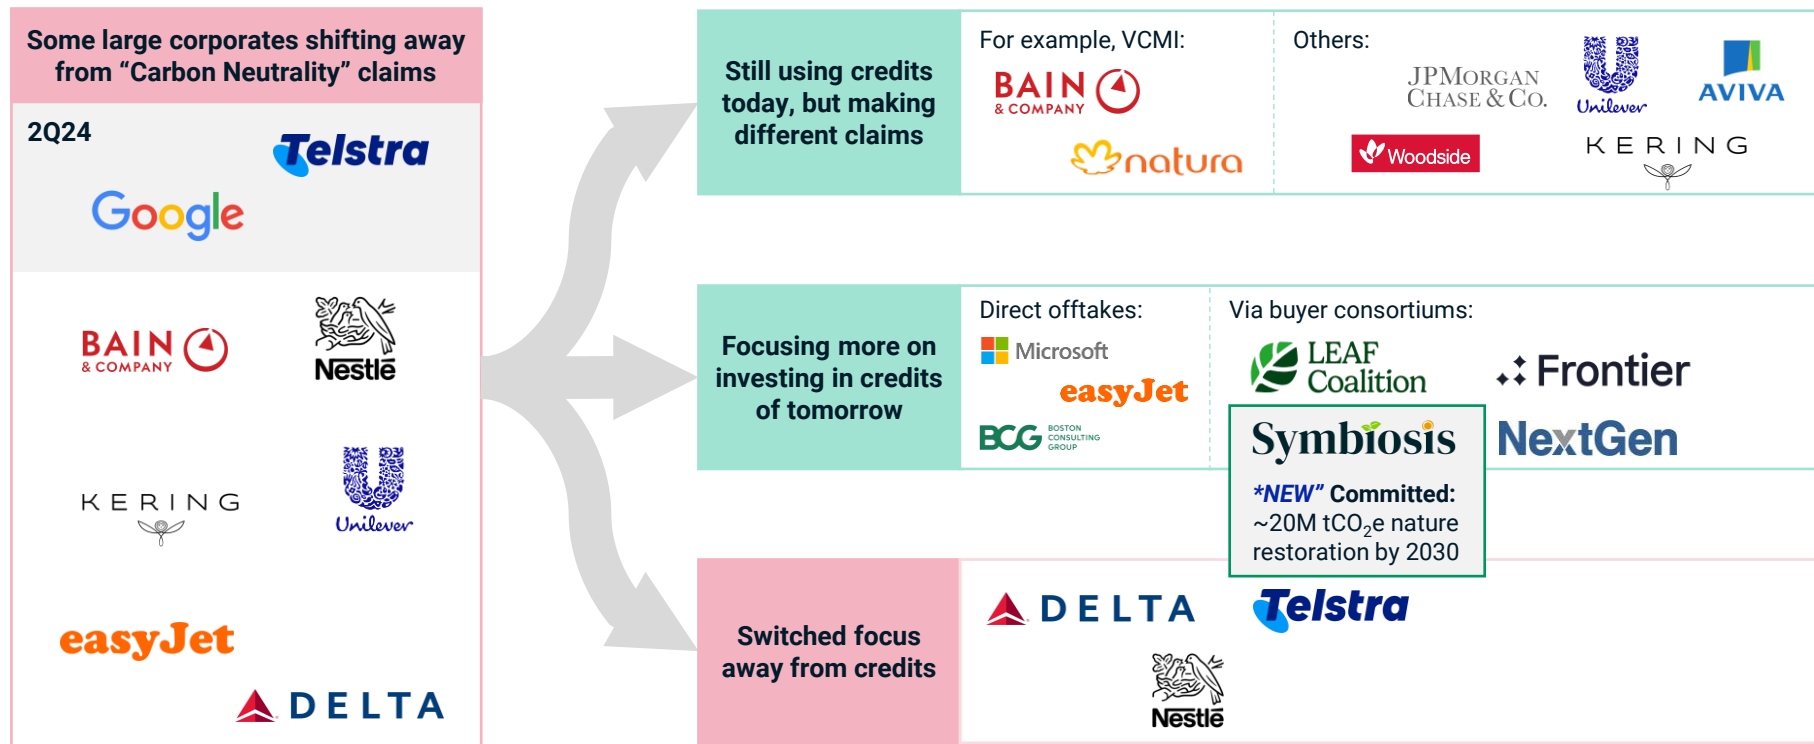 Some large corporates shifting away
from “Carbon Neutrality” claims
2Q24
Telstra
Google
BAIN
& COMPANY
Nestlé
KERING
Unilever
easyJet
DELTA
Still using credits
today, but making
different claims
For example, VCMI:
BAIN
& COMPANY
natura
Others:
JPMORGAN
CHASE & CO.
Unilever
AVIVA
Woodside
KERING
Focusing more on
investing in credits
of tomorrow
Direct offtakes:
Microsoft
easyJet
BCG
BOSTON
CONSULTING
GROUP
Via buyer consortiums:
LEAF
Coalition
Frontier
Symbiosis
NextGen
*NEW” Committed:
~20M tCO₂e nature
restoration by 2030
Switched focus
away from credits
DELTA
Telstra
Nestlé